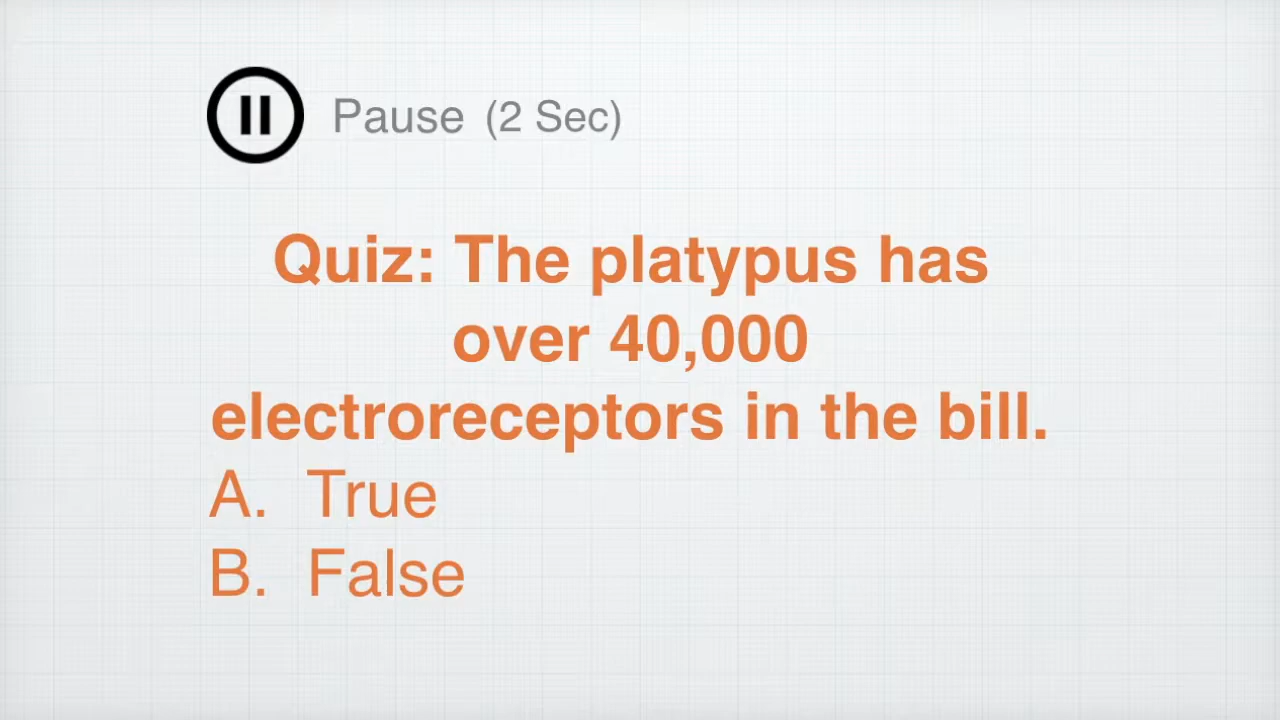 Pause (2 Sec)
Quiz: The platypus has
over 40,000
electroreceptors in the bill.
A. True
B. False